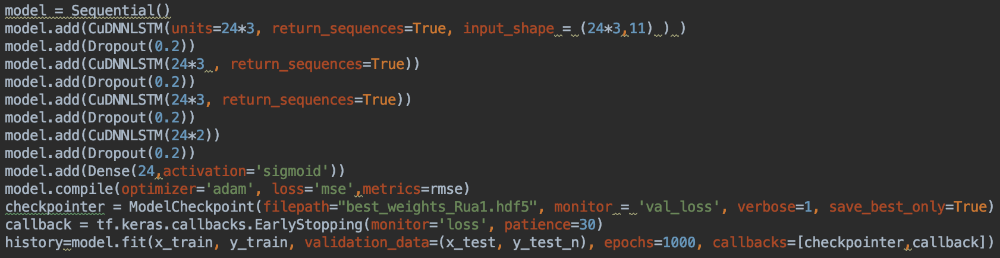 model = Sequential()
model.add(CuDNNLSTM(units=24*3, return_sequences=True, input_shape = (24*3,11) ) )
model.add(Dropout(0.2))
model.add(CuDNNLSTM(24*3 , return_sequences=True))
model.add(Dropout(0.2))
model.add(CuDNNLSTM(24*3, return_sequences=True))
model.add(Dropout(0.2))
model.add(CuDNNLSTM(24*2))
model.add(Dropout(0.2))
model.add(Dense(24,activation='sigmoid'))
model.compile(optimizer='adam', loss='mse',metrics=rmse)
checkpointer = ModelCheckpoint(filepath="best_weights_Rua1.hdf5", monitor = 'val_loss', verbose=1, save_best_only=True)
callback = tf.keras.callbacks.EarlyStopping(monitor='loss', patience=30)
history=model.fit(x_train, y_train, validation_data=(x_test, y_test_n), epochs=1000, callbacks=[checkpointer,callback])